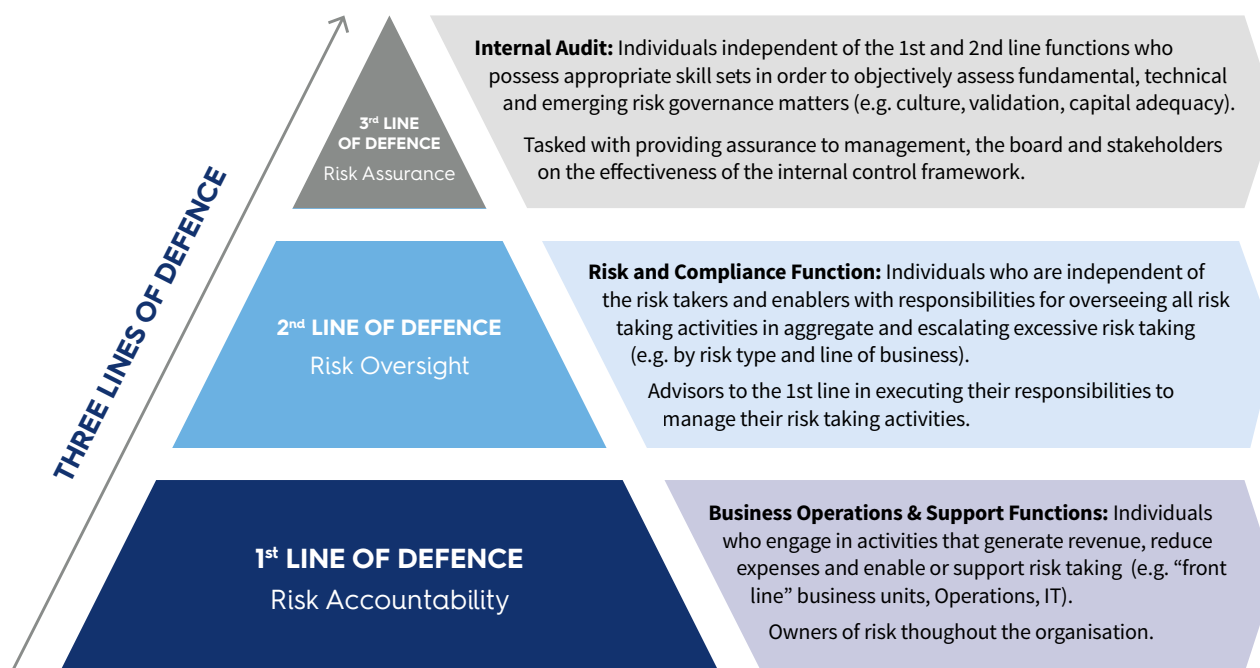 THREE LINES OF DEFENCE
3rd LINE
OF DEFENCE
Risk Assurance
Internal Audit: Individuals independent of the 1st and 2nd line functions who
possess appropriate skill sets in order to objectively assess fundamental, technical
and emerging risk governance matters (e.g. culture, validation, capital adequacy).
Tasked with providing assurance to management, the board and stakeholders
on the effectiveness of the internal control framework.
2nd LINE OF DEFENCE
Risk Oversight
Risk and Compliance Function: Individuals who are independent of
the risk takers and enablers with responsibilities for overseeing all risk
taking activities in aggregate and escalating excessive risk taking
(e.g. by risk type and line of business).
Advisors to the 1st line in executing their responsibilities to
manage their risk taking activities.
1st LINE OF DEFENCE
Risk Accountability
Business Operations & Support Functions: Individuals
who engage in activities that generate revenue, reduce
expenses and enable or support risk taking (e.g. “front
line” business units, Operations, IT).
Owners of risk thoughout the organisation.